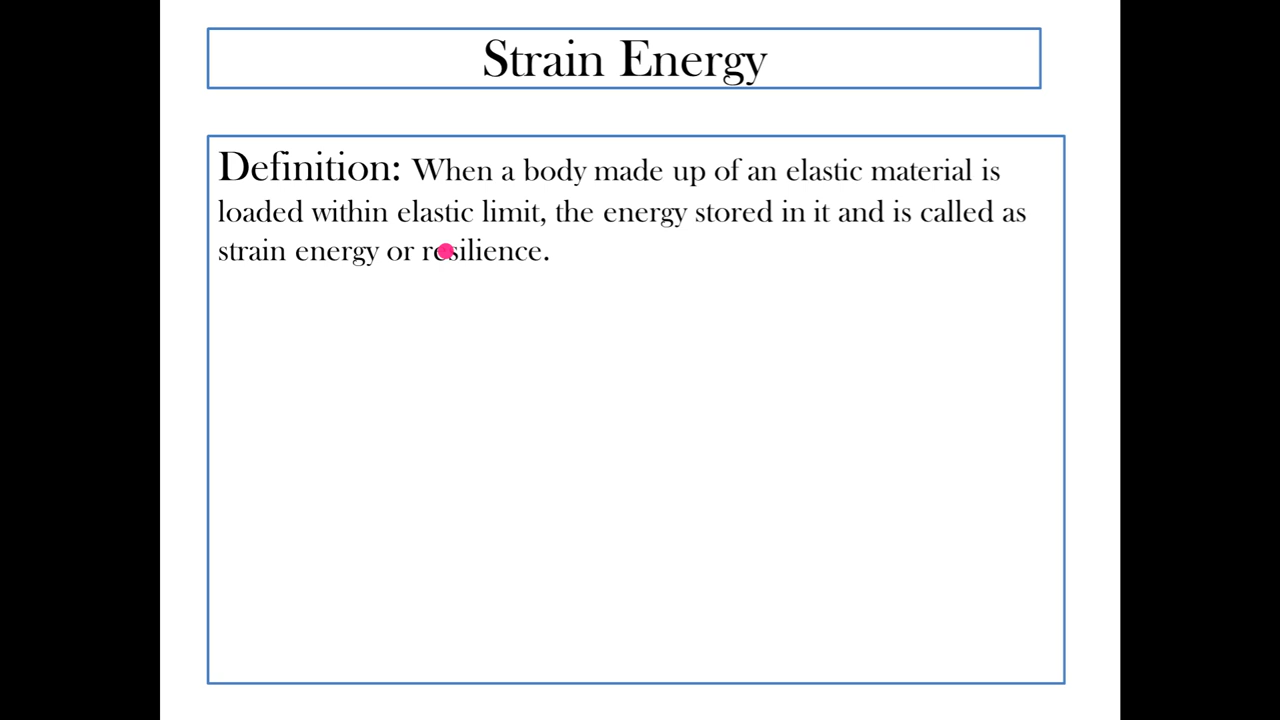 Strain Energy
Definition: When a body made up of an elastic material is
loaded within elastic limit, the energy stored in it and is called as
strain energy or resilience.